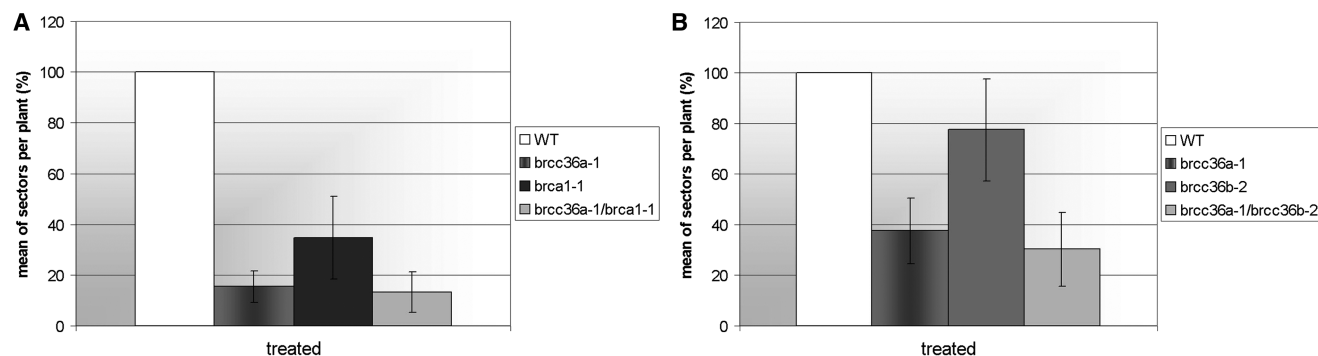 A
mean of sectors per plant (%)
120
100
80
60
40
20
0
treated
WT
brcc36a-1
brca1-1
brcc36a-1/brca1-1
B
mean of sectors per plant (%)
120
100
80
60
40
20
0
treated
WT
brcc36a-1
brcc36b-2
brcc36a-1/brcc36b-2